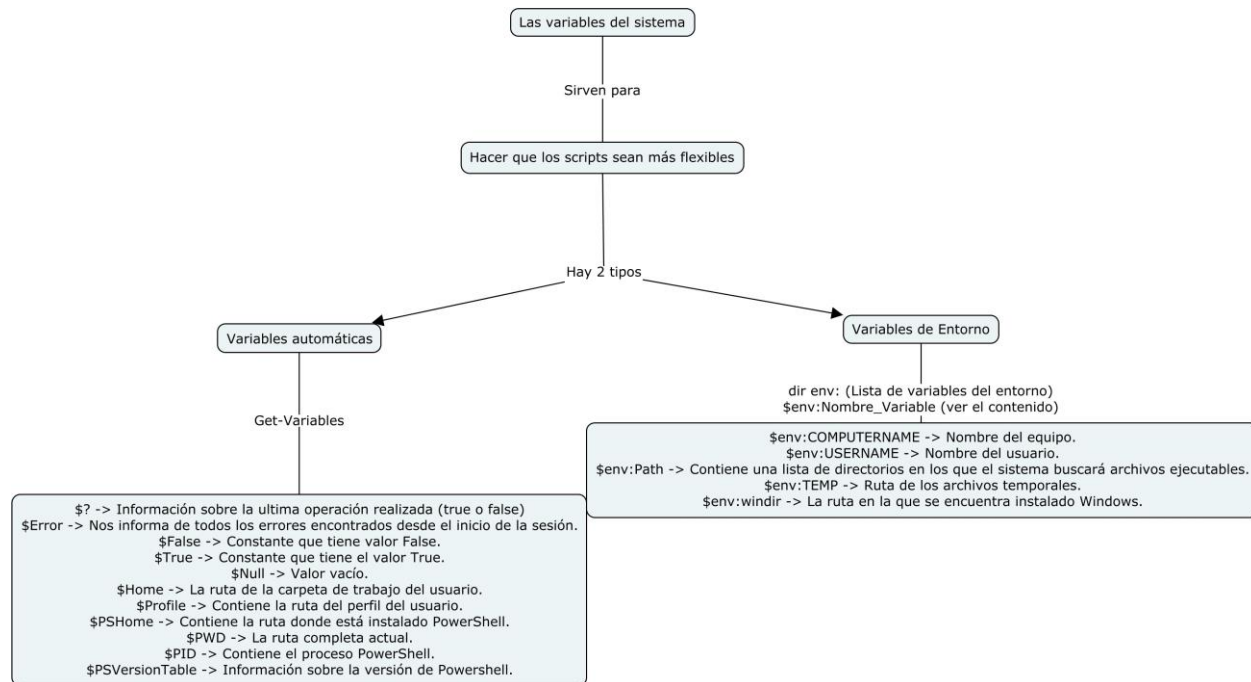 Las variables del sistema
Sirven para
Hacer que los scripts sean más flexibles
Hay 2 tipos
Variables automáticas
Get-Variables
$? -> Información sobre la ultima operación realizada (true o false)
$Error -> Nos informa de todos los errores encontrados desde el inicio de la sesión.
$False -> Constante que tiene valor False.
$True -> Constante que tiene el valor True.
$Null -> Valor vacío.
$Home -> La ruta de la carpeta de trabajo del usuario.
$Profile -> Contiene la ruta del perfil del usuario.
$PSHome -> Contiene la ruta donde está instalado PowerShell.
$PWD -> La ruta completa actual.
$PID -> Contiene el proceso PowerShell.
$PSVersionTable -> Información sobre la versión de Powershell.
Variables de Entorno
dir env: (Lista de variables del entorno)
$env:Nombre_Variable (ver el contenido)
$env:COMPUTERNAME -> Nombre del equipo.
$env:USERNAME -> Nombre del usuario.
$env:Path -> Contiene una lista de directorios en los que el sistema buscará archivos ejecutables.
$env:TEMP -> Ruta de los archivos temporales.
$env:windir -> La ruta en la que se encuentra instalado Windows.